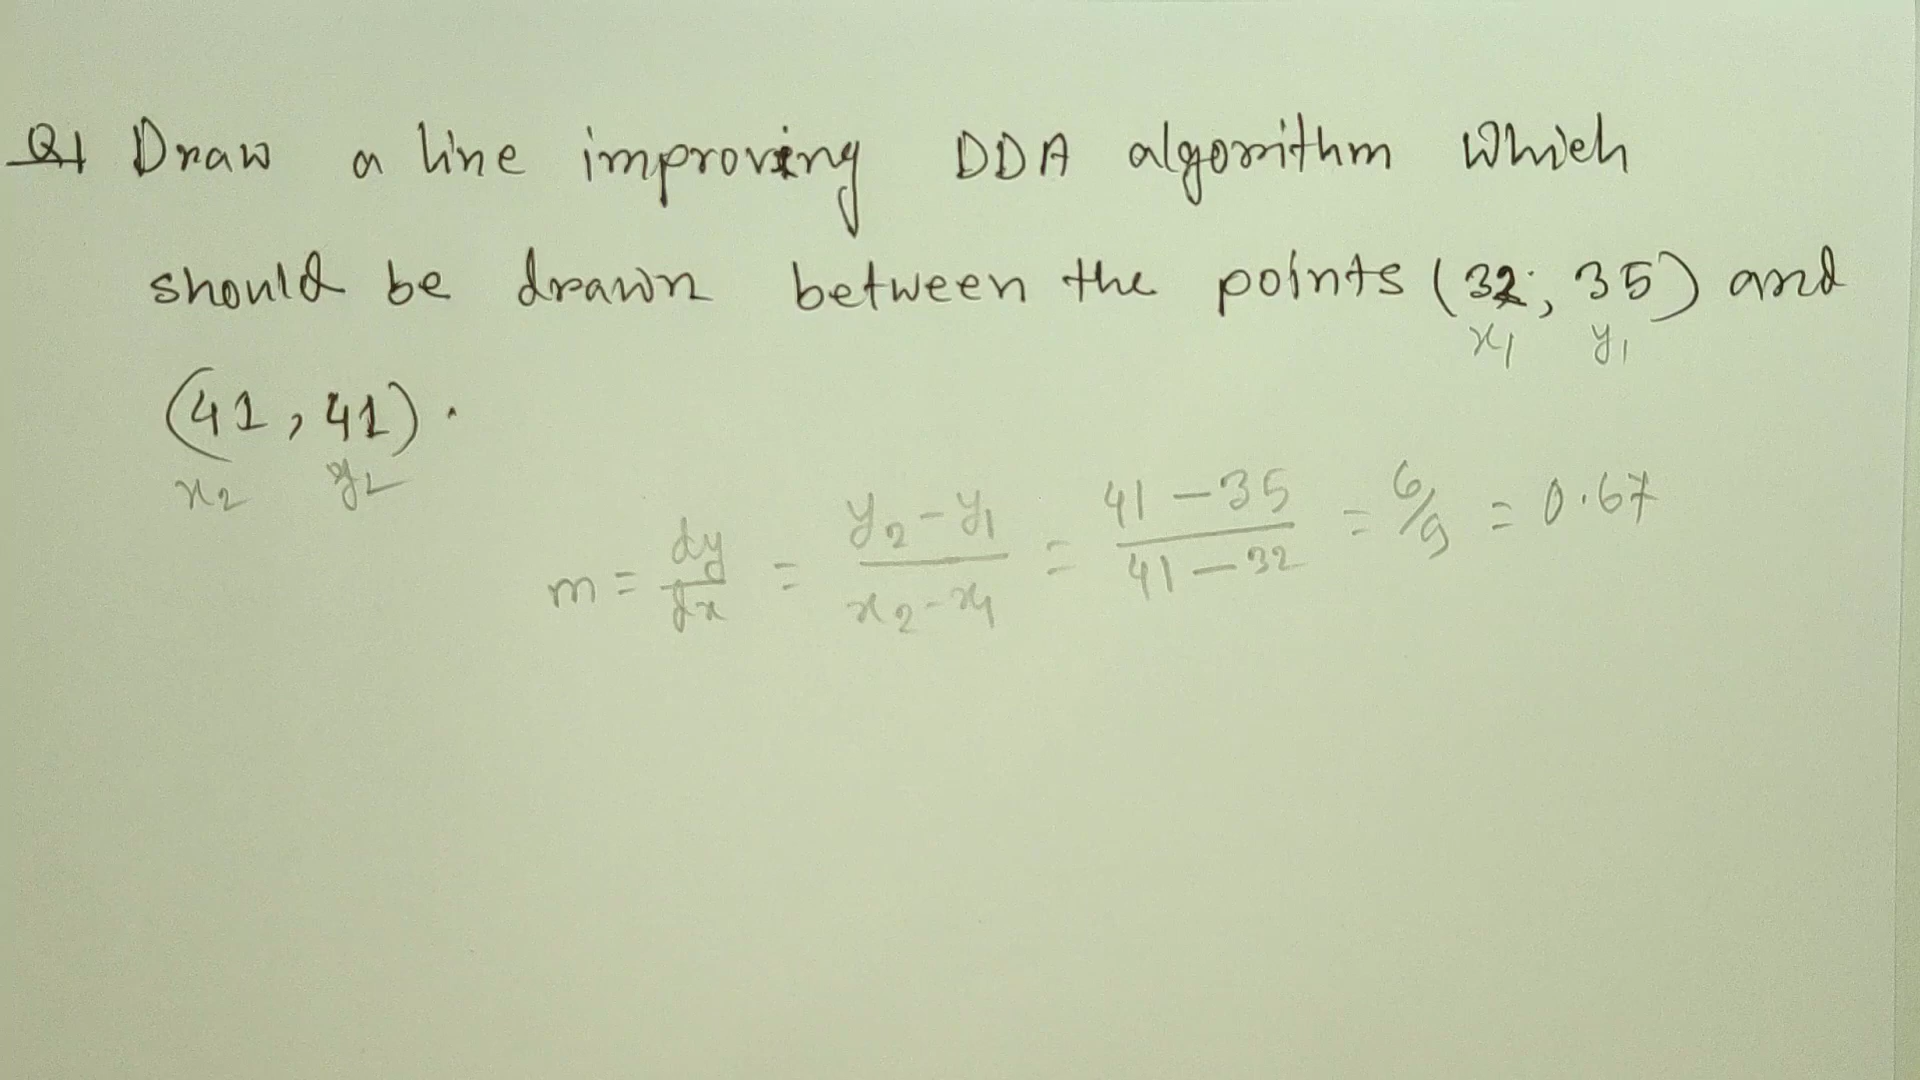 Q1 Draw a line improving DDA algorithm which
should be drawn between the points (32, 35) and
x1 y1
(41, 41).
x2 y2
m = dy/dx = y2-y1/x2-x1 = 41-35/41-32 = 6/9 = 0.67